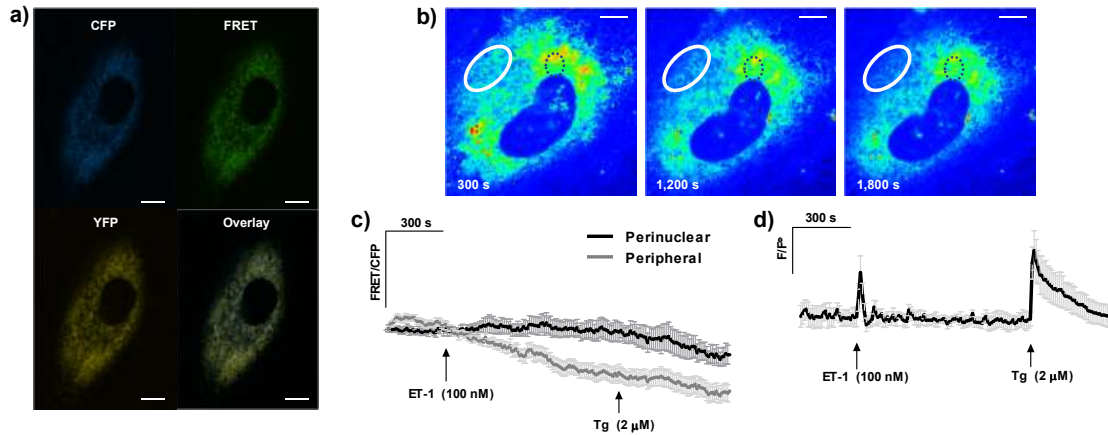 a)
CFP
FRET
YFP
Overlay
b)
300 s
1,200 s
1,800 s
c)
300 s
FRET/CFP
Perinuclear
Peripheral
ET-1 (100 nM)
Tg (2 μM)
d)
300 s
ET-1 (100 nM)
Tg (2 μM)